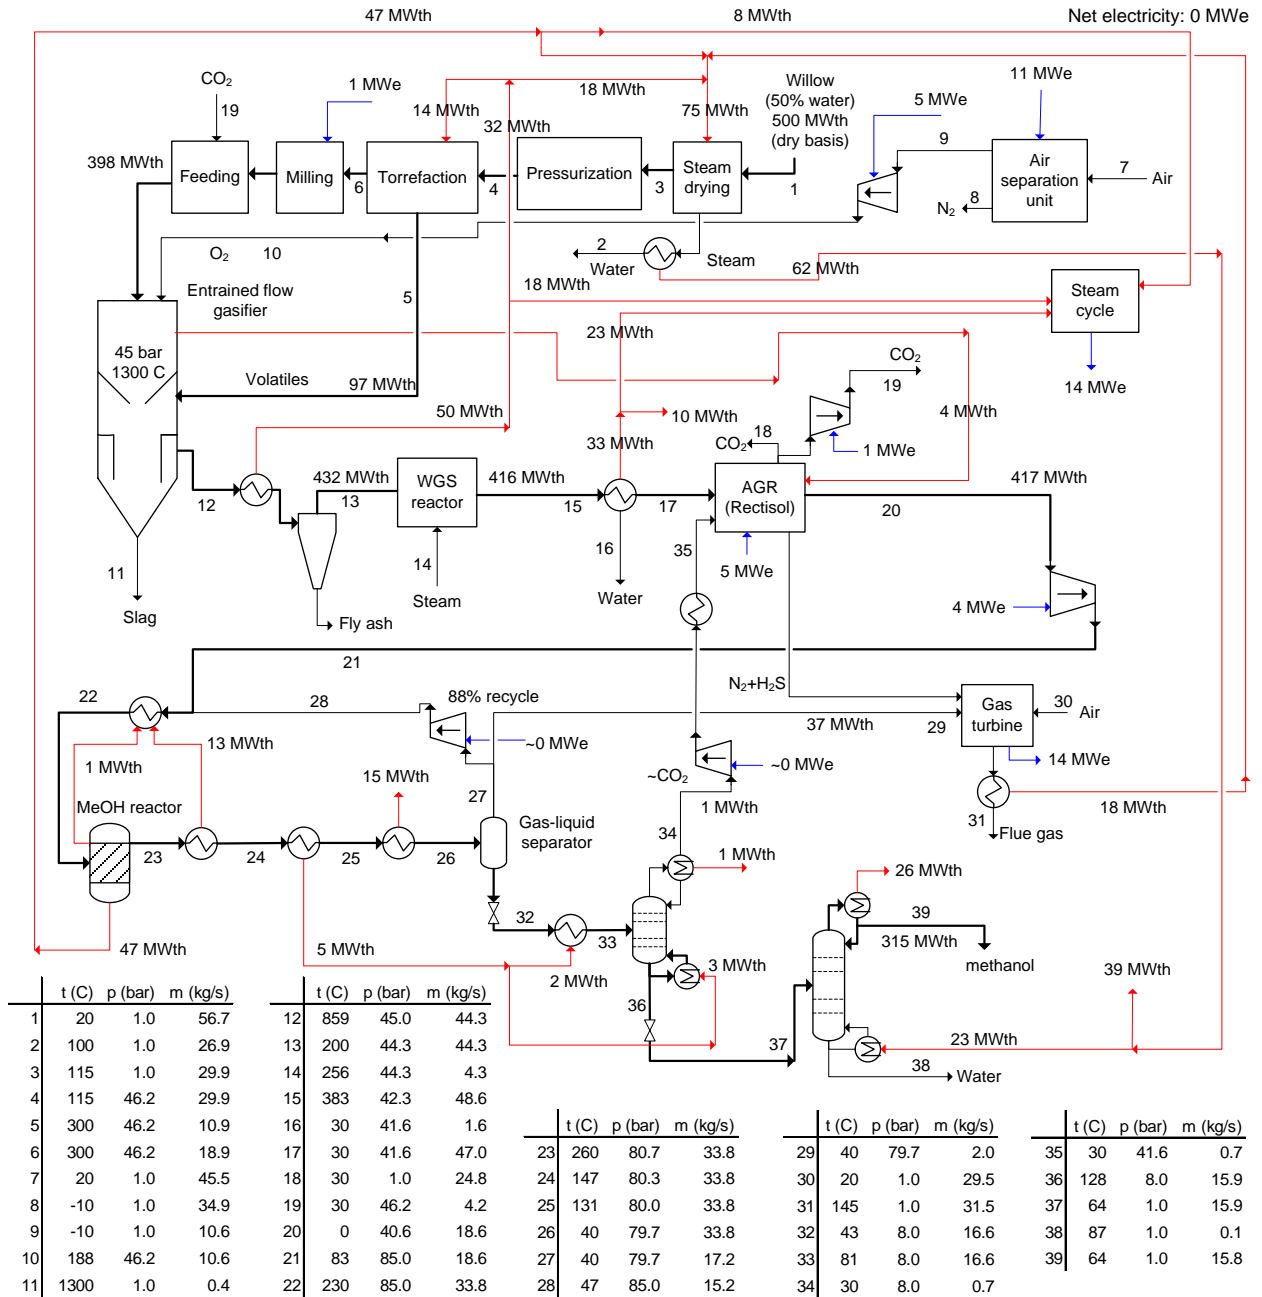 47 MWth
8 MWth
Net electricity: 0 MWe
CO2
19
1 MWe
14 MWth
18 MWth
32 MWth
75 MWth
Willow
(50% water)
500 MWth
(dry basis)
5 MWe
11 MWe
9
398 MWth
Feeding
Milling
6
Torrefaction
4
Pressurization
3
Steam
drying
1
Air
separation
unit
7
Air
N2
8
O2
10
2
Water
Steam
62 MWth
18 MWth
5
Entrained flow
gasifier
45 bar
1300 C
23 MWth
Steam
cycle
14 MWe
CO2
19
Volatiles
97 MWth
50 MWth
10 MWth
33 MWth
CO2
18
1 MWe
4 MWth
432 MWth
13
WGS
reactor
416 MWth
15
17
AGR
(Rectisol)
417 MWth
20
12
11
Slag
14
Steam
Fly ash
16
Water
35
5 MWe
4 MWe
21
22
28
88% recycle
N2+H2S
37 MWth
29
Gas
turbine
30
Air
14 MWe
13 MWth
1 MWth
~0 MWe
15 MWth
~CO2
~0 MWe
1 MWth
27
MeOH reactor
23
24
25
26
Gas-liquid
separator
34
1 MWth
31
Flue gas
18 MWth
26 MWth
39
315 MWth
methanol
32
33
47 MWth
5 MWth
2 MWth
3 MWth
36
37
39 MWth
23 MWth
38
Water
t (C) p (bar) m (kg/s)
1 20 1.0 56.7
2 100 1.0 26.9
3 115 1.0 29.9
4 115 46.2 29.9
5 300 46.2 10.9
6 300 46.2 18.9
7 20 1.0 45.5
8 -10 1.0 34.9
9 -10 1.0 10.6
10 188 46.2 10.6
11 1300 1.0 0.4
t (C) p (bar) m (kg/s)
12 859 45.0 44.3
13 200 44.3 44.3
14 256 44.3 4.3
15 383 42.3 48.6
16 30 41.6 1.6
17 30 41.6 47.0
18 30 1.0 24.8
19 30 46.2 4.2
20 0 40.6 18.6
21 83 85.0 18.6
22 230 85.0 33.8
t (C) p (bar) m (kg/s)
23 260 80.7 33.8
24 147 80.3 33.8
25 131 80.0 33.8
26 40 79.7 33.8
27 40 79.7 17.2
28 47 85.0 15.2
t (C) p (bar) m (kg/s)
29 40 79.7 2.0
30 20 1.0 29.5
31 145 1.0 31.5
32 43 8.0 16.6
33 81 8.0 16.6
34 30 8.0 0.7
t (C) p (bar) m (kg/s)
35 30 41.6 0.7
36 128 8.0 15.9
37 64 1.0 15.9
38 87 1.0 0.1
39 64 1.0 15.8